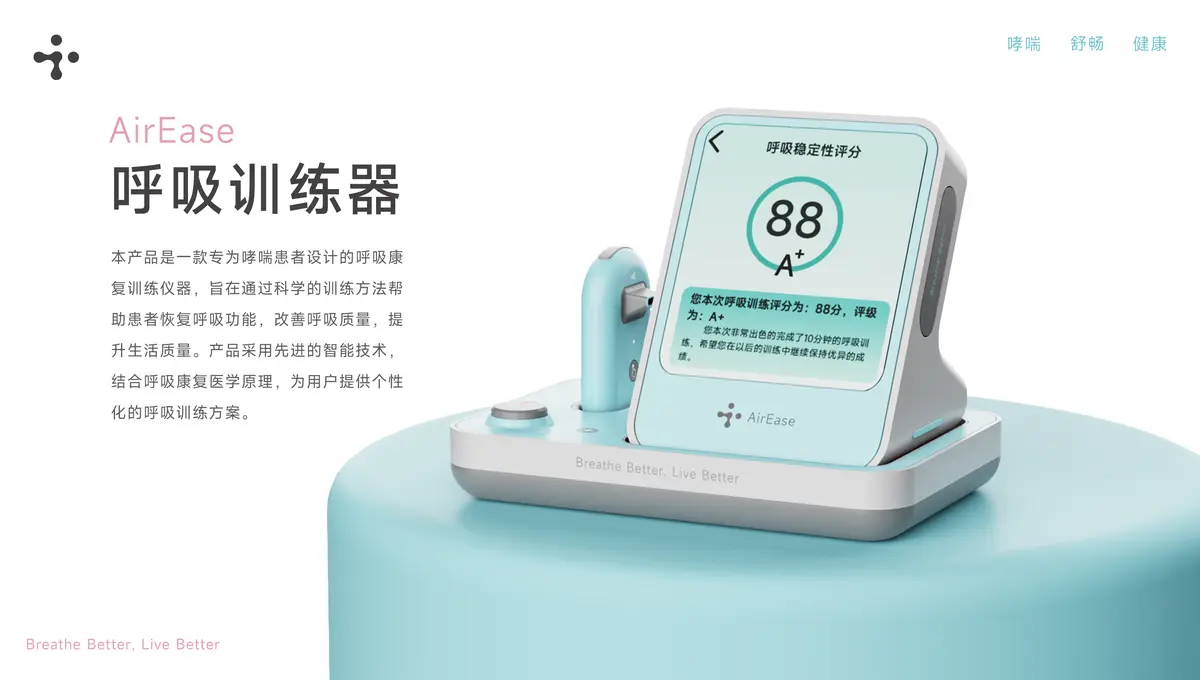 哮喘 舒畅 健康
AirEase
呼吸训练器
本产品是一款专为哮喘患者设计的呼吸康
复训练仪器，旨在通过科学的训练方法帮
助患者恢复呼吸功能，改善呼吸质量，提
升生活质量。产品采用先进的智能技术，
结合呼吸康复医学原理，为用户提供个性
化的呼吸训练方案。
呼吸稳定性评分
88
A+
您本次呼吸训练评分为：88分，评级
为：A+
您本次非常出色的完成了10分钟的呼吸训
练，希望您在以后的训练中继续保持优异的成
绩。
AirEase
Breathe Better, Live Better
Breathe Better, Live Better